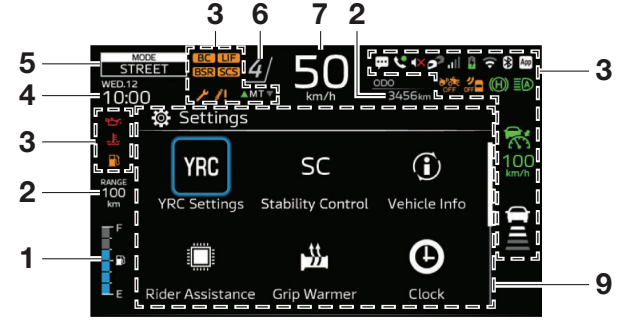 3 6 7 2
5 MODE
STREET
BC LIF
BSR SCS
4
50
km/h
App
3
4 WED.12
10:00
▲MT▼
ODO
3456km
OFF OFF (H) A
3
Settings
YRC
SC
i
100
km/h
YRC Settings Stability Control Vehicle Info
2 RANGE
100
km
1 F
E
Rider Assistance Grip Warmer Clock
9